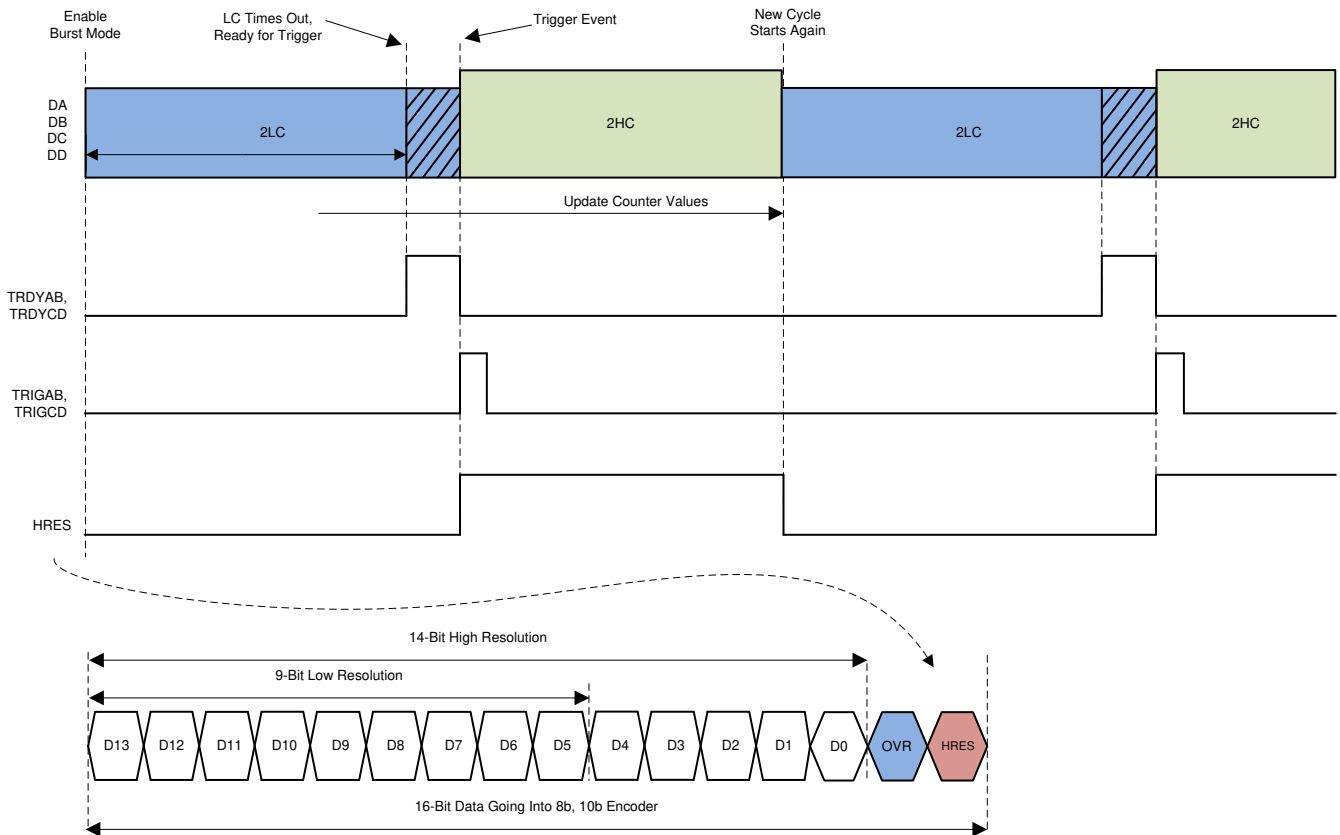 Enable
Burst Mode
LC Times Out,
Ready for Trigger
Trigger Event
New Cycle
Starts Again
DA
DB
DC
DD
2LC
2HC
2LC
2HC
Update Counter Values
TRDYAB,
TRDYCD
TRIGAB,
TRIGCD
HRES
14-Bit High Resolution
9-Bit Low Resolution
D13 D12 D11 D10 D9 D8 D7 D6 D5 D4 D3 D2 D1 D0 OVR HRES
16-Bit Data Going Into 8b, 10b Encoder